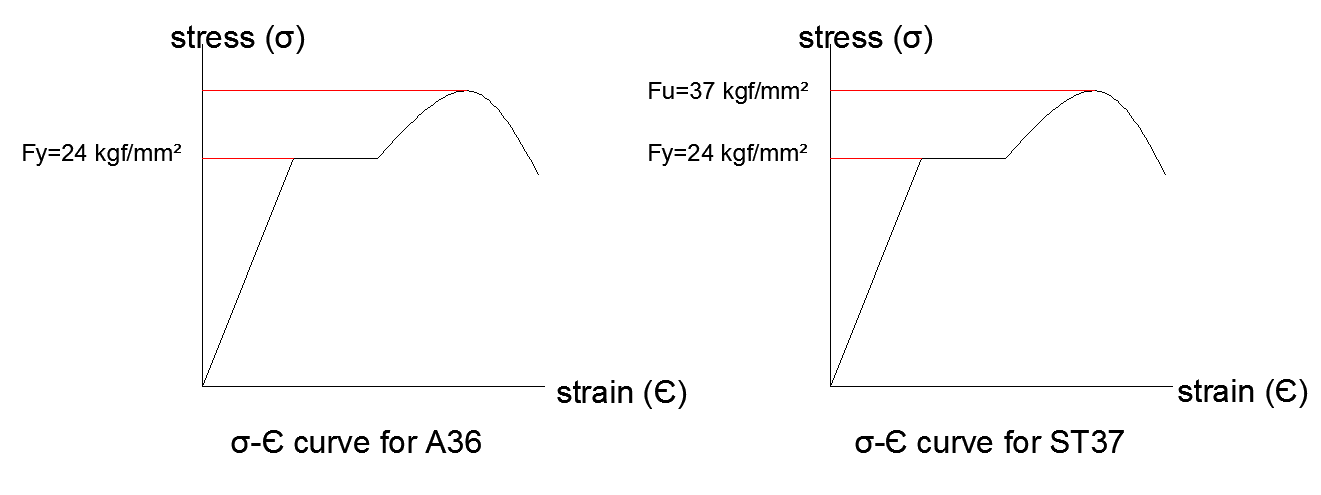 stress (σ)
Fy=24 kgf/mm²
strain (Є)
σ-Є curve for A36
stress (σ)
Fu=37 kgf/mm²
Fy=24 kgf/mm²
strain (Є)
σ-Є curve for ST37